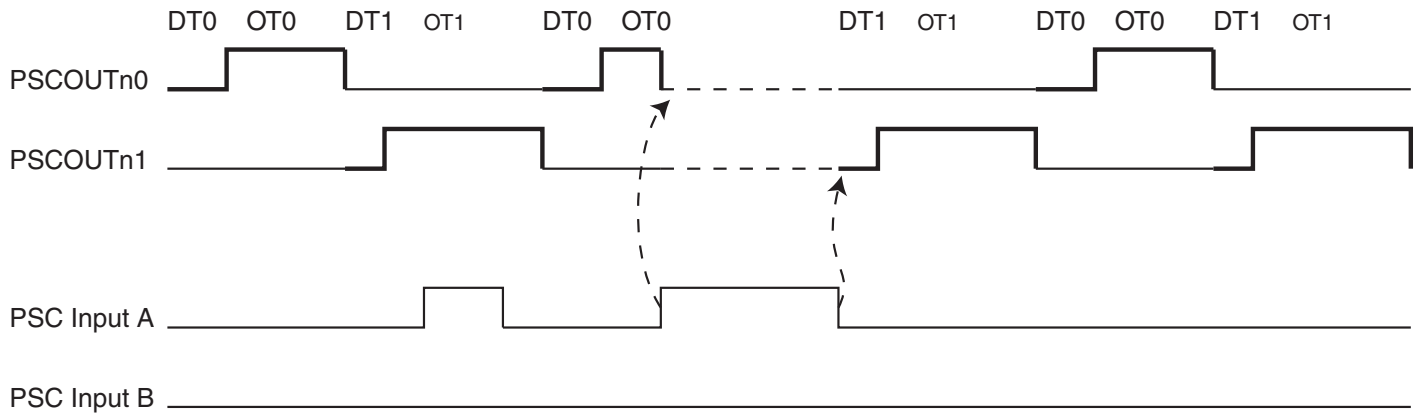 DT0 OT0 DT1 OT1 DT0 OT0 DT1 OT1 DT0 OT0 DT1 OT1
PSCOUTn0
PSCOUTn1
PSC Input A
PSC Input B